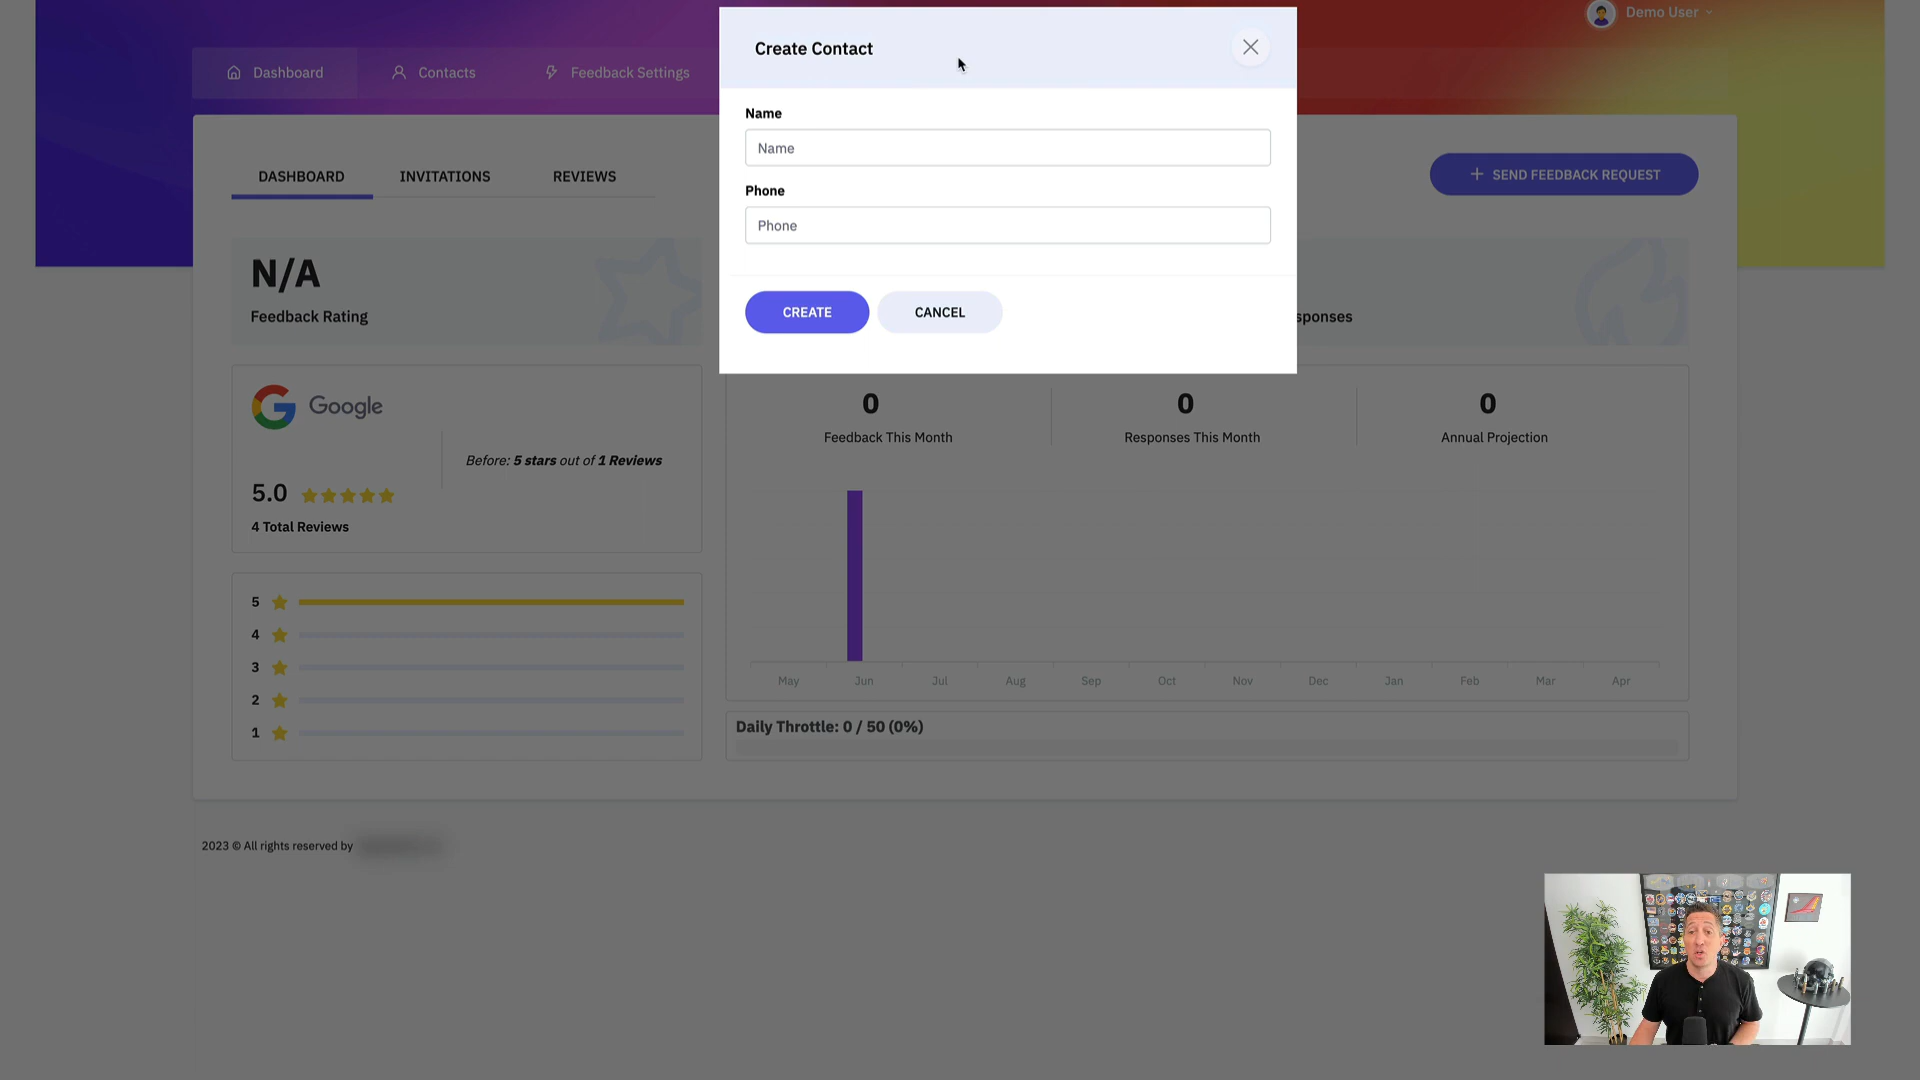 Demo User
Create Contact
Dashboard
Contacts
Feedback Settings
Name
Name
Phone
Phone
CREATE
CANCEL
DASHBOARD
INVITATIONS
REVIEWS
SEND FEEDBACK REQUEST
N/A
Feedback Rating
sponses
Google
Before: 5 stars out of 1 Reviews
5.0
4 Total Reviews
0
Feedback This Month
0
Responses This Month
0
Annual Projection
5
4
3
2
1
May Jun Jul Aug Sep Oct Nov Dec Jan Feb Mar Apr
Daily Throttle: 0 / 50 (0%)
2023 © All rights reserved by